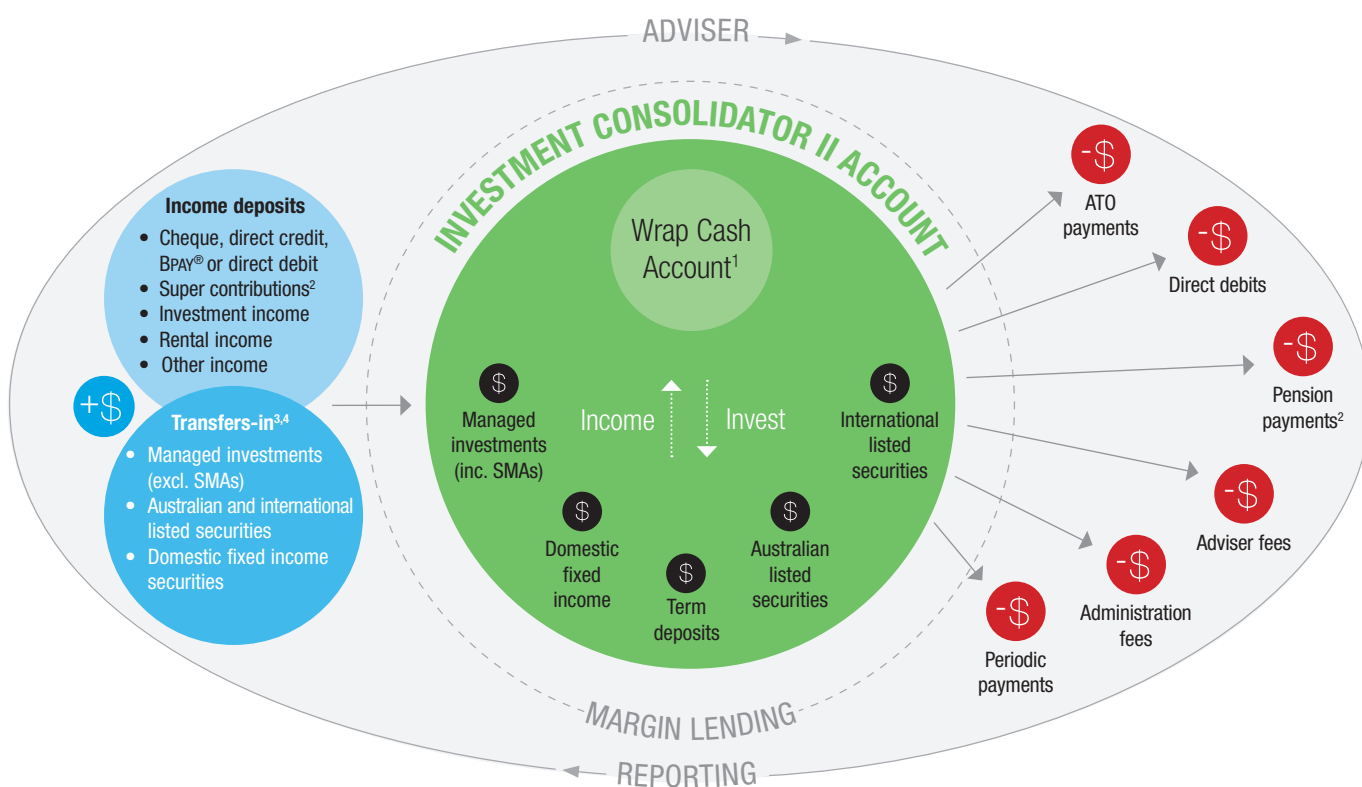 ADVISER
INVESTMENT CONSOLIDATOR II ACCOUNT
Income deposits
• Cheque, direct credit,
BPAY® or direct debit
• Super contributions²
• Investment income
• Rental income
• Other income
+$
Transfers-in³,⁴
• Managed investments
(excl. SMAs)
• Australian and international
listed securities
• Domestic fixed income
securities
Wrap Cash
Account¹
Income
Invest
$
Managed
investments
(inc. SMAs)
$
Domestic
fixed
income
$
Term
deposits
$
Australian
listed
securities
$
International
listed
securities
-$
ATO
payments
-$
Direct debits
-$
Pension
payments²
-$
Adviser fees
-$
Administration
fees
-$
Periodic
payments
MARGIN LENDING
REPORTING